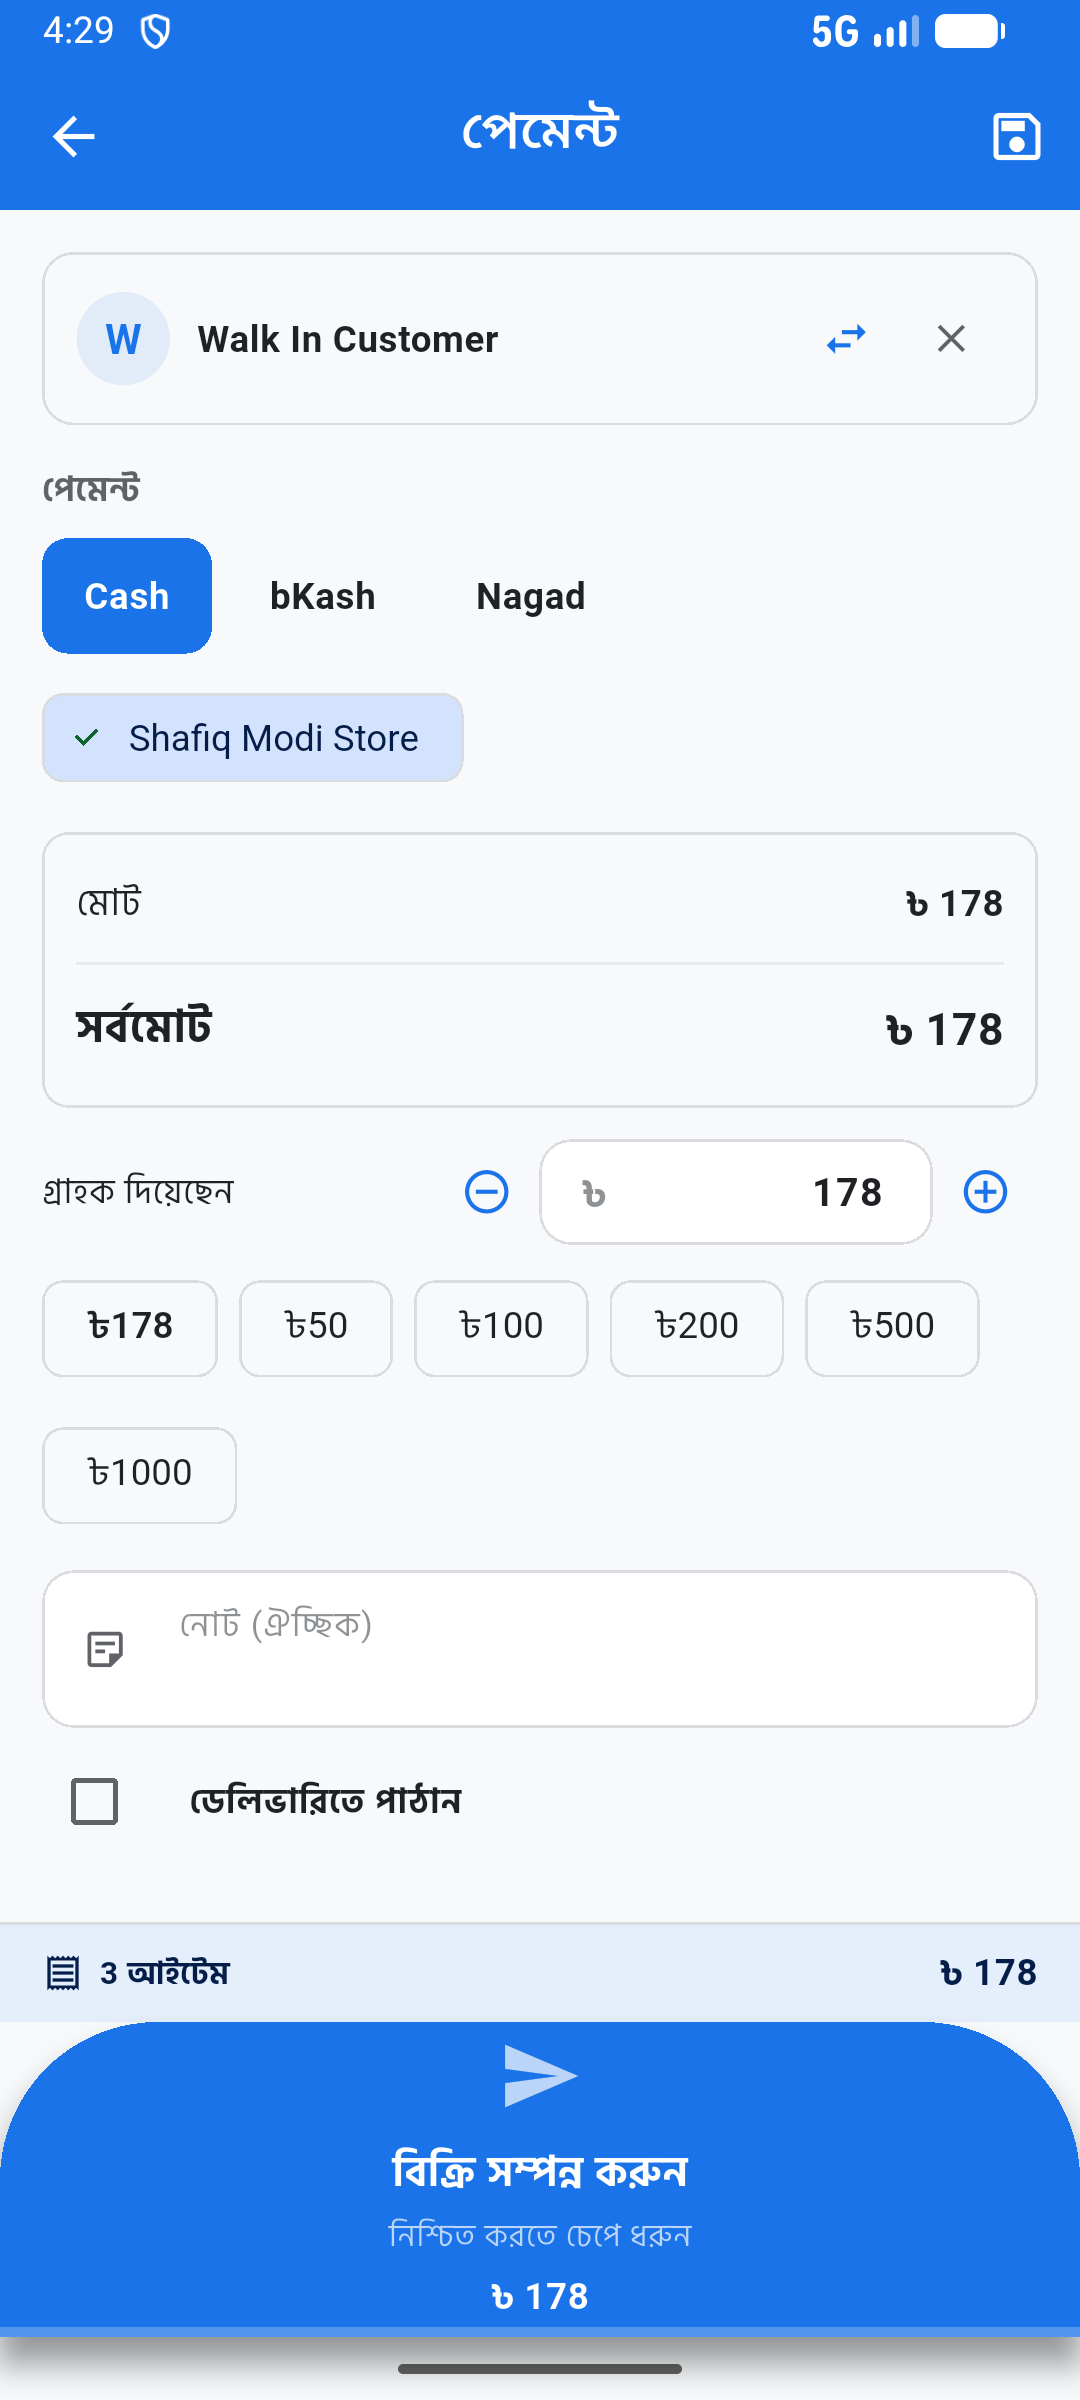 4:29 5G
পেমেন্ট
W Walk In Customer
পেমেন্ট
Cash bKash Nagad
Shafiq Modi Store
মোট ৳ 178
সর্বমোট ৳ 178
গ্রাহক দিয়েছেন ৳ 178
৳178 ৳50 ৳100 ৳200 ৳500
৳1000
নোট (ঐচ্ছিক)
ডেলিভারিতে পাঠান
3 আইটেম ৳ 178
বিক্রি সম্পন্ন করুন
নিশ্চিত করতে চেপে ধরুন
৳ 178